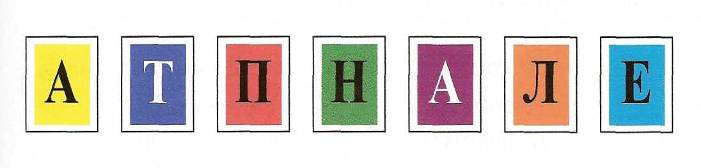 А Т П Н А Л Е